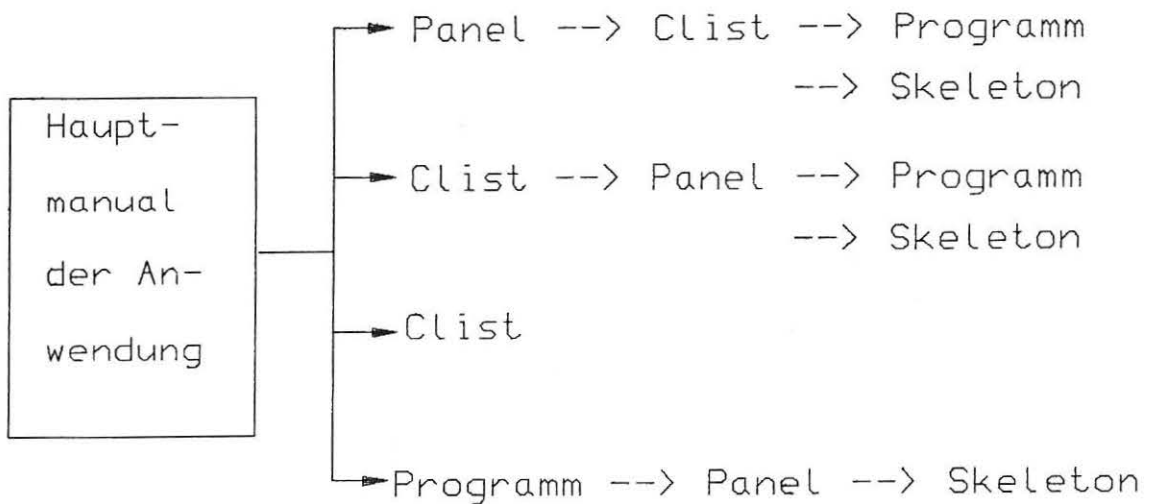 Haupt-
manual
der An-
wendung
Panel --> Clist --> Programm
--> Skeleton
Clist --> Panel --> Programm
--> Skeleton
Clist
Programm --> Panel --> Skeleton